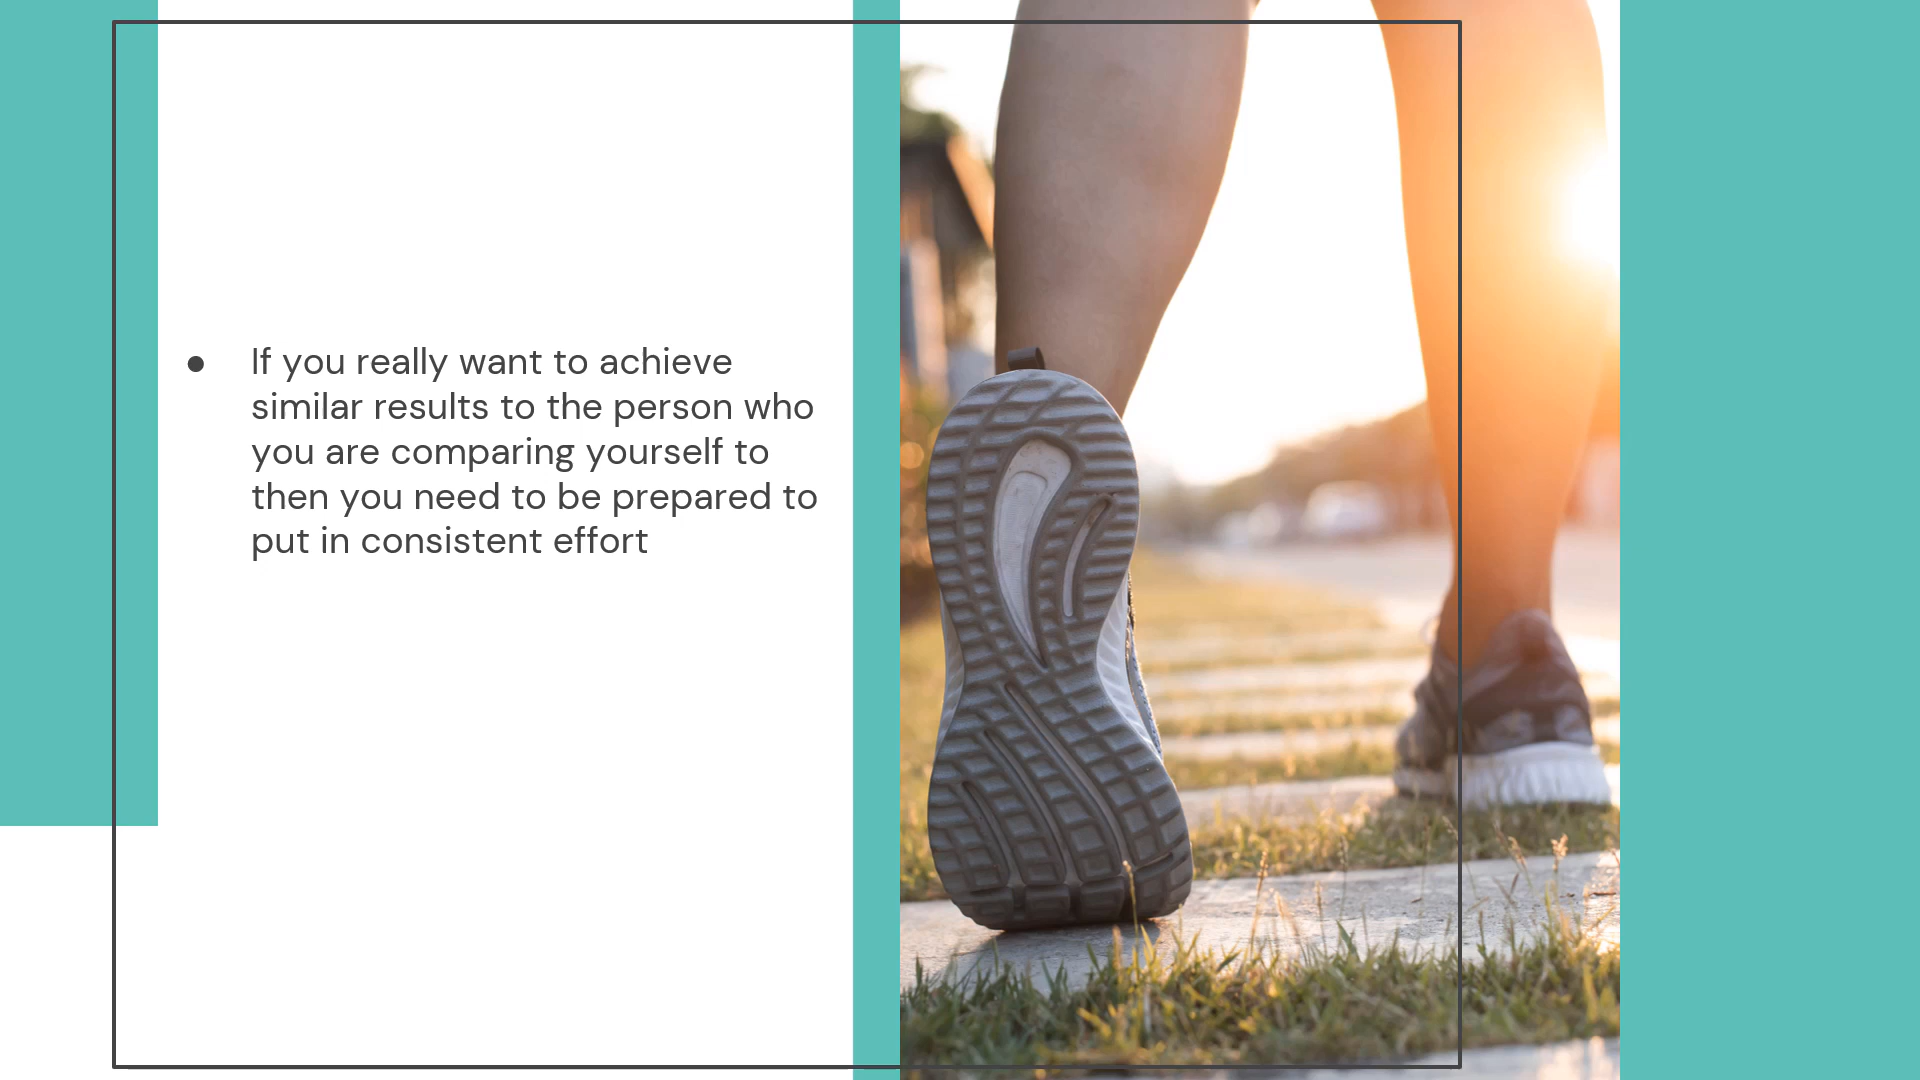 ● If you really want to achieve
similar results to the person who
you are comparing yourself to
then you need to be prepared to
put in consistent effort